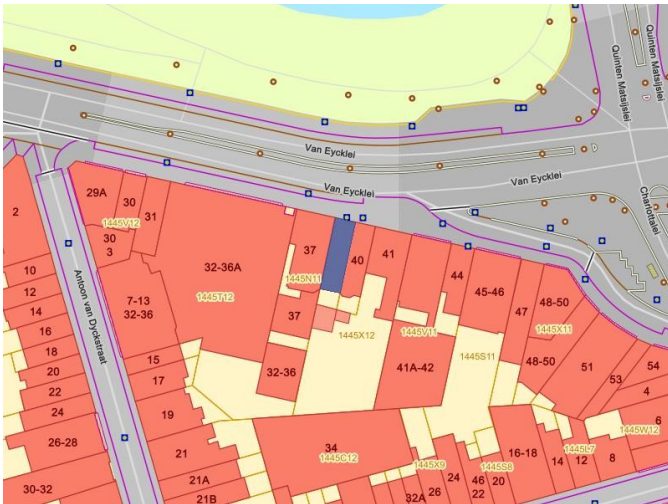 Quinten Matsijslei
Quinten Matsijslei
Van Eycklei
Van Eycklei
Van Eycklei
Charlottalei
Antoon van Dyckstraat
2
29A
30
31
1445V12
30
3
32-36A
1445T12
37
1445N11
40
41
44
45-46
47
48-50
1445X11
10
12
14
16
18
20
22
24
26-28
30-32
7-13
32-36
15
17
19
21
21A
21B
37
32-36
1445X12
1445V11
41A-42
1445S11
48-50
51
53
54
4
6
1445W12
34
1445C12
1445X9
32A
26
24
46
22
1445S8
20
16-18
14
1445L7
12
8